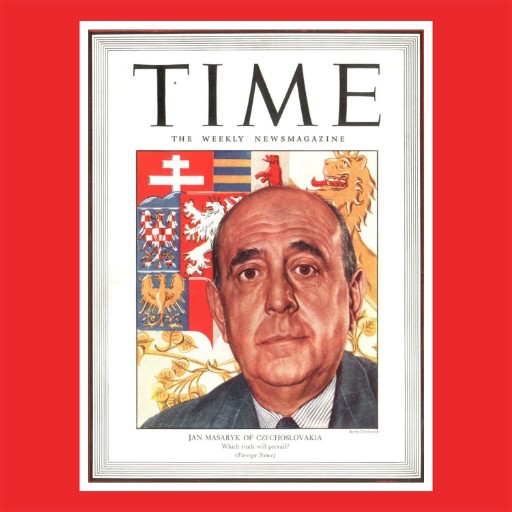 TIME
THE WEEKLY NEWSMAGAZINE
JAN MASARYK OF CZECHOSLOVAKIA
Which truth will prevail?
(Foreign News)